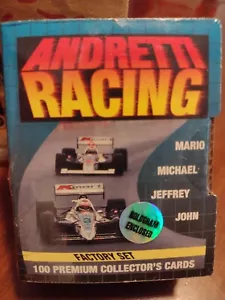 ANDRETTI
RACING
MARIO
MICHAEL
JEFFREY
JOHN
HOLOGRAM
ENCLOSED
FACTORY SET
100 PREMIUM COLLECTOR'S CARDS